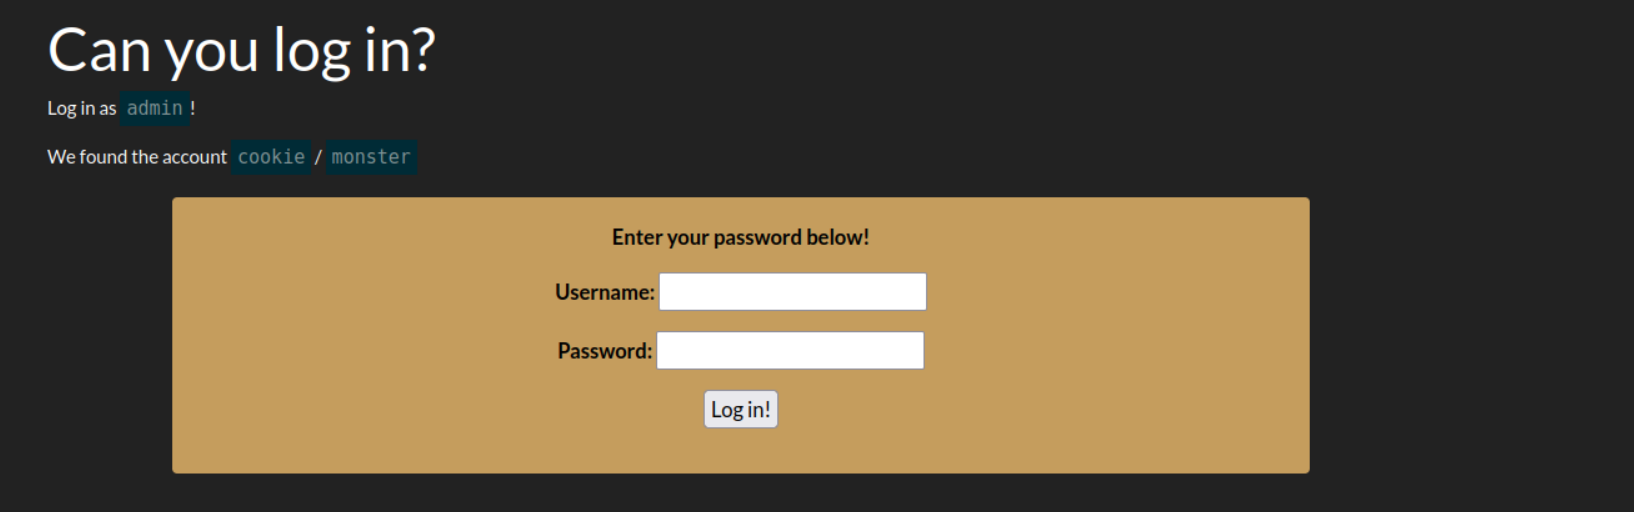 Can you log in?
Log in as admin!
We found the account cookie / monster
Enter your password below!
Username:
Password:
Log in!